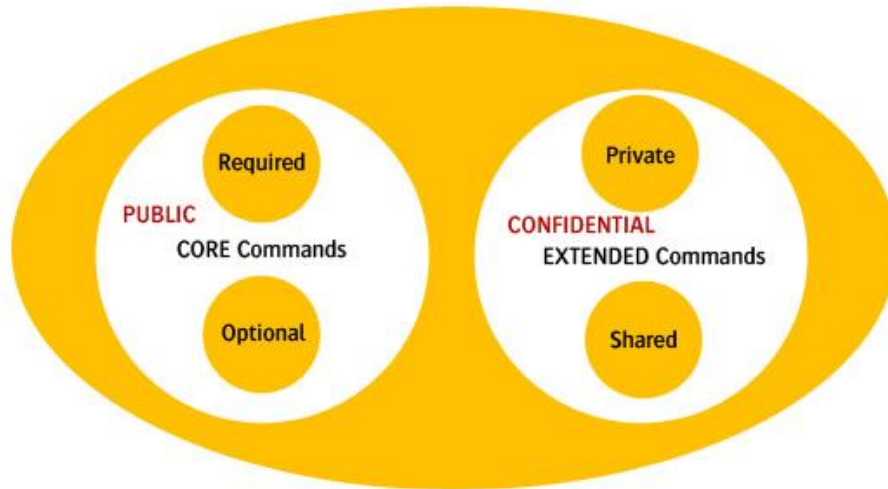 Required
PUBLIC
CORE Commands
Optional
Private
CONFIDENTIAL
EXTENDED Commands
Shared